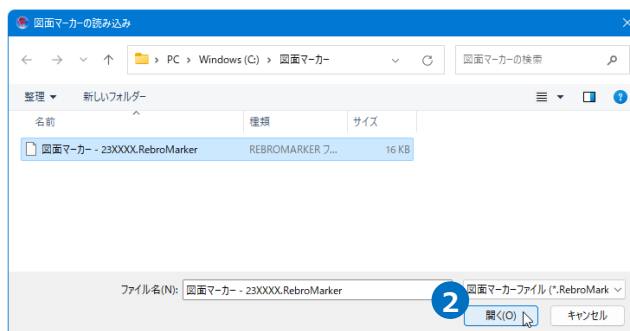 図面マーカーの読み込み
PC › Windows (C:) › 図面マーカー
図面マーカーの検索
整理 新しいフォルダー
名前 種類 サイズ
図面マーカー - 23XXXX.RebroMarker REBROMARKER フ... 16 KB
ファイル名(N): 図面マーカー - 23XXXX.RebroMarker 図面マーカーファイル (*.RebroMark
2
開く(O) キャンセル